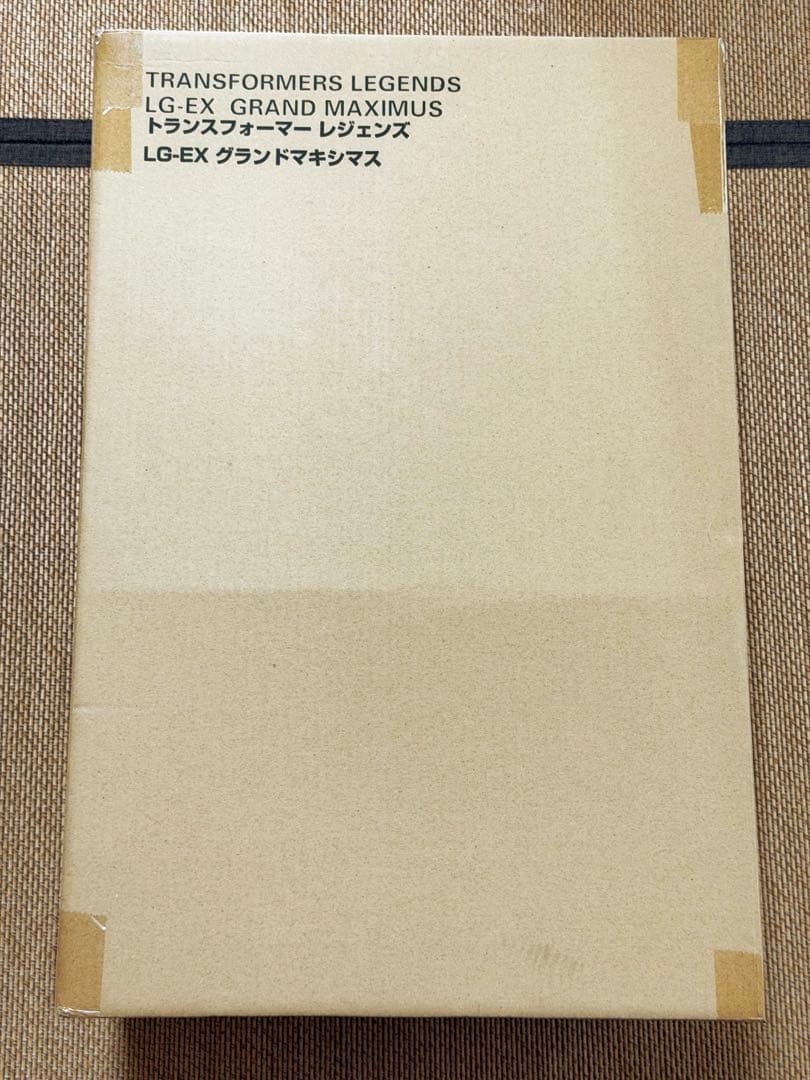 TRANSFORMERS LEGENDS
LG-EX GRAND MAXIMUS
トランスフォーマー レジェンズ
LG-EX グランドマキシマス